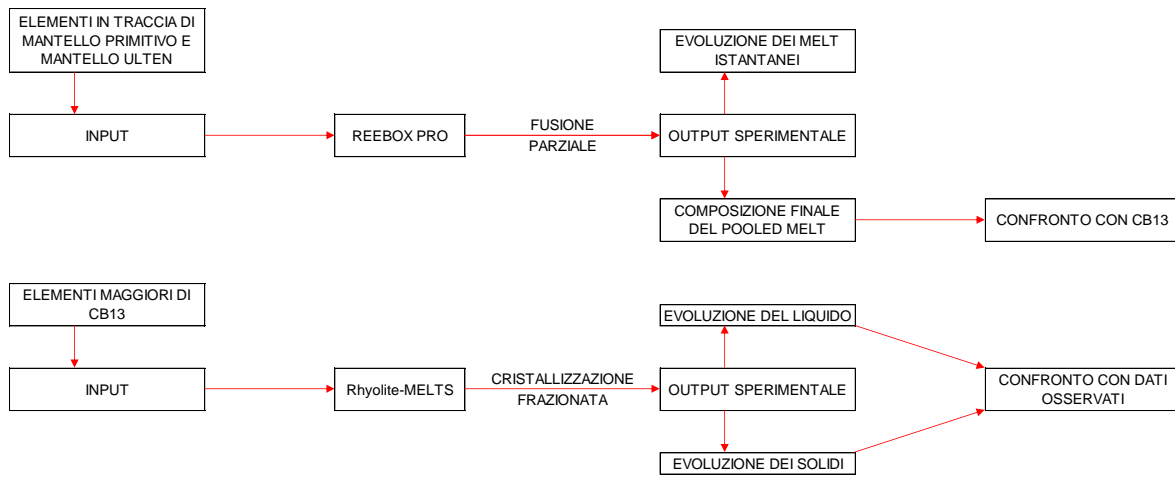 ELEMENTI IN TRACCIA DI
MANTELLO PRIMITIVO E
MANTELLO ULTEN
EVOLUZIONE DEI MELT
ISTANTANEI
INPUT
REEBOX PRO
FUSIONE
PARZIALE
OUTPUT SPERIMENTALE
COMPOSIZIONE FINALE
DEL POOLED MELT
CONFRONTO CON CB13
ELEMENTI MAGGIORI DI
CB13
EVOLUZIONE DEL LIQUIDO
INPUT
Rhyolite-MELTS
CRISTALLIZZAZIONE
FRAZIONATA
OUTPUT SPERIMENTALE
CONFRONTO CON DATI
OSSERVATI
EVOLUZIONE DEI SOLIDI